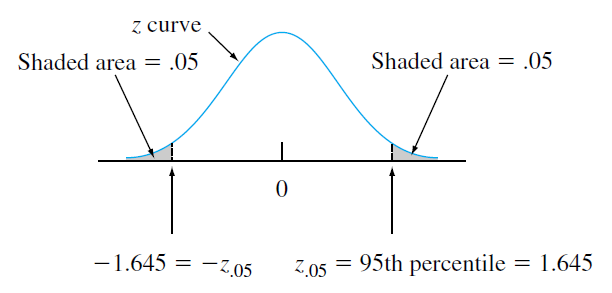 z curve
Shaded area = .05
Shaded area = .05
0
−1.645 = −z.05
z.05 = 95th percentile = 1.645